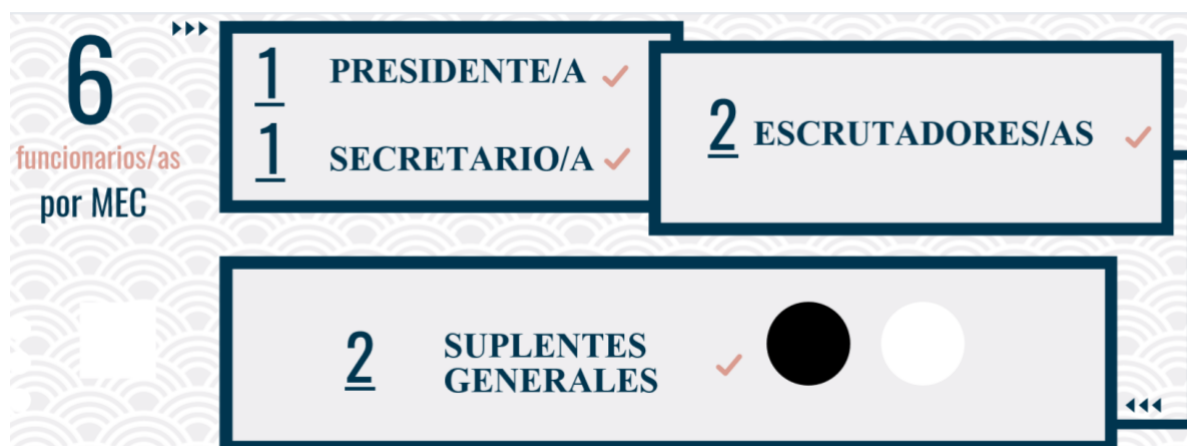 6
funcionarios/as
por MEC
1 PRESIDENTE/A
1 SECRETARIO/A
2 ESCRUTADORES/AS
2 SUPLENTES
GENERALES